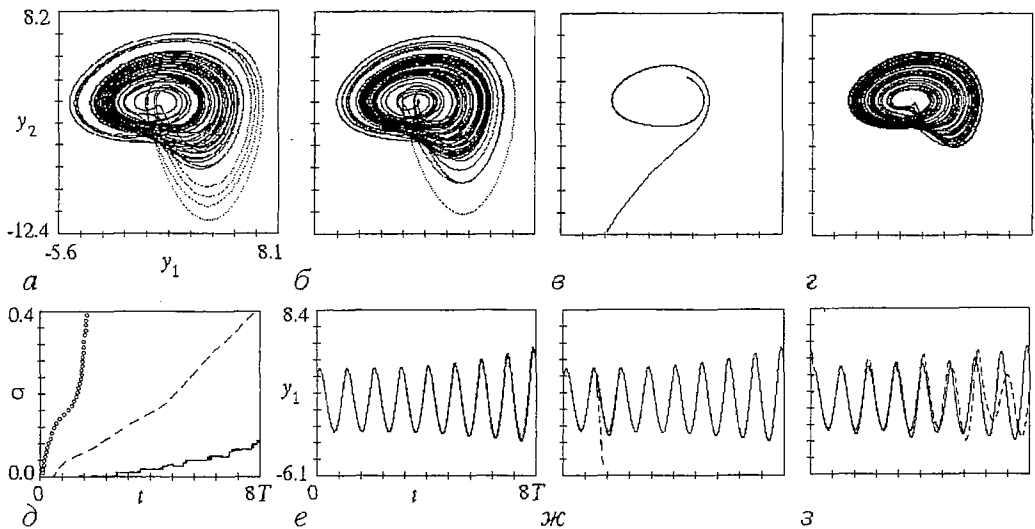 8.2
y₂
-12.4
-5.6 8.1
y₁
а б в г
0.4
σ
0.0
0 t 8T
8.4
y₁
-6.1
0 8T
д е ж з